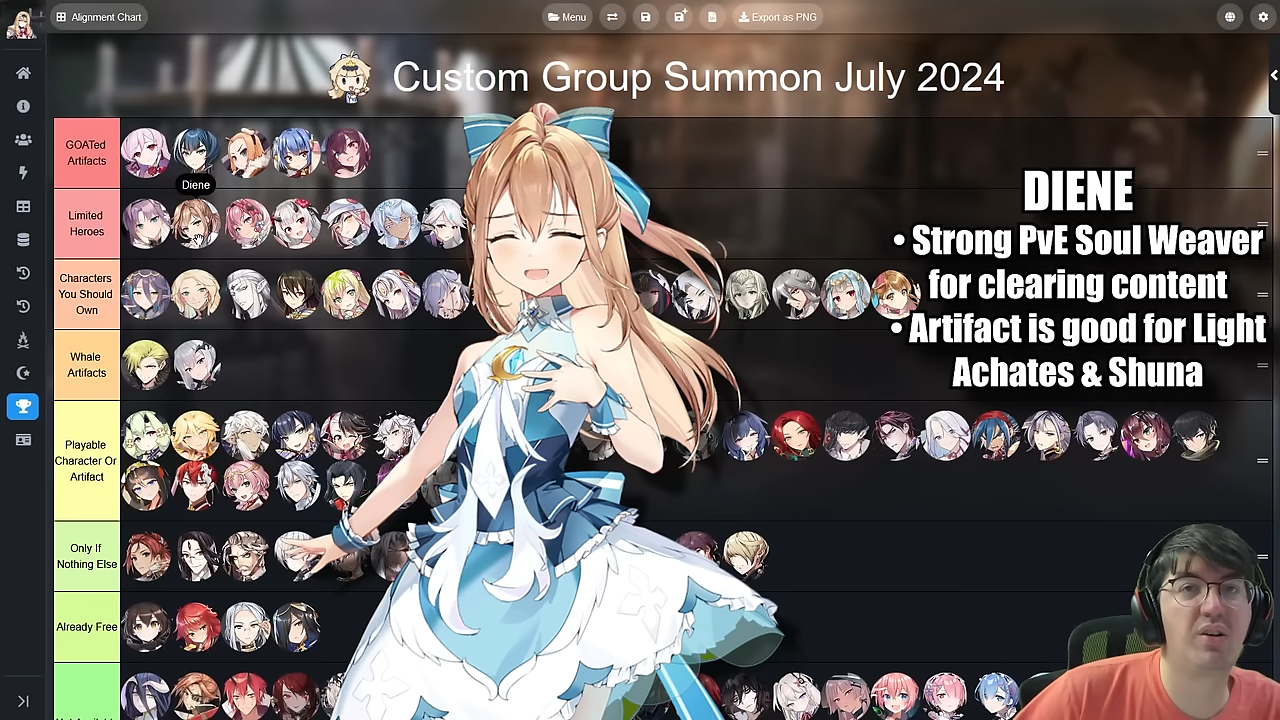 Alignment Chart
Menu
Export as PNG
Custom Group Summon July 2024
GOATed
Artifacts
Diene
Limited
Heroes
Characters
You Should
Own
Whale
Artifacts
Playable
Character Or
Artifact
Only If
Nothing Else
Already Free
DIENE
• Strong PvE Soul Weaver
for clearing content
• Artifact is good for Light
Achates & Shuna